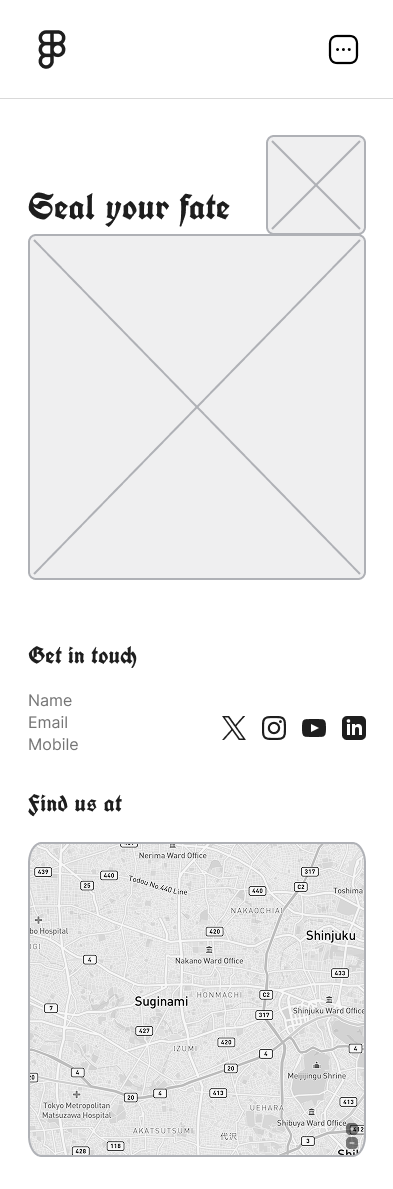 Seal your fate
Get in touch
Name
Email
Mobile
Find us at
Nerima Ward Office
439
440
317
25
Todou No.440 Line
440
C2
Toshima
NAKAOCHIAI
bo Hospital
420
Shinjuku
IGI
Nakano Ward Office
4
433
Suginami
HONMACHI
C2
7
317
Shinjuku Ward Office
427
420
IZUMI
4
4
20
4
Meijijingu Shrine
20
4
413
Tokyo Metropolitan
Matsuzawa Hospital
20
413
UEHARA
Shibuya Ward Office
412
AKATSUTSUMI
代沢
3
428
118